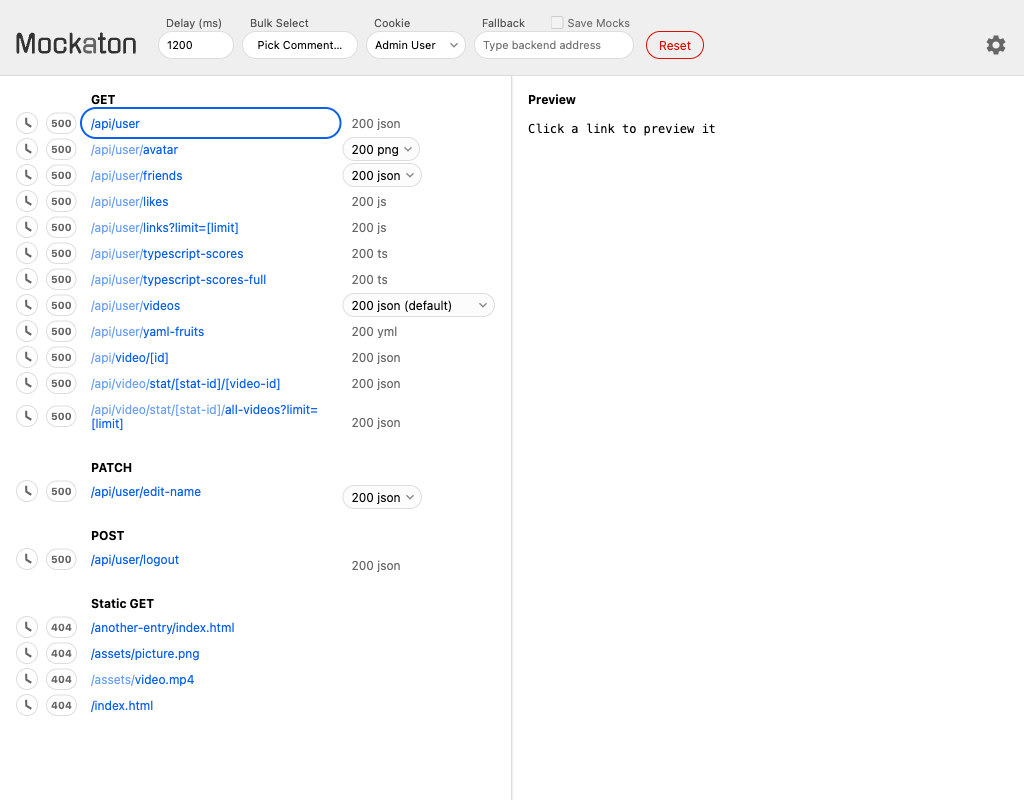 Mockaton
Delay (ms)
1200
Bulk Select
Pick Comment...
Cookie
Admin User
Fallback
Save Mocks
Type backend address
Reset
GET
500 /api/user 200 json
500 /api/user/avatar 200 png
500 /api/user/friends 200 json
500 /api/user/likes 200 js
500 /api/user/links?limit=[limit] 200 js
500 /api/user/typescript-scores 200 ts
500 /api/user/typescript-scores-full 200 ts
500 /api/user/videos 200 json (default)
500 /api/user/yaml-fruits 200 yml
500 /api/video/[id] 200 json
500 /api/video/stat/[stat-id]/[video-id] 200 json
500 /api/video/stat/[stat-id]/all-videos?limit=
[limit] 200 json
PATCH
500 /api/user/edit-name 200 json
POST
500 /api/user/logout 200 json
Static GET
404 /another-entry/index.html
404 /assets/picture.png
404 /assets/video.mp4
404 /index.html
Preview
Click a link to preview it